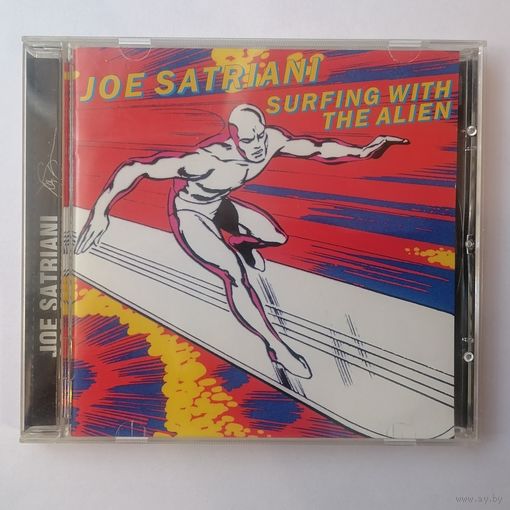 JOE SATRIANI
SURFING WITH
THE ALIEN
JOE SATRIANI
www.ay.by